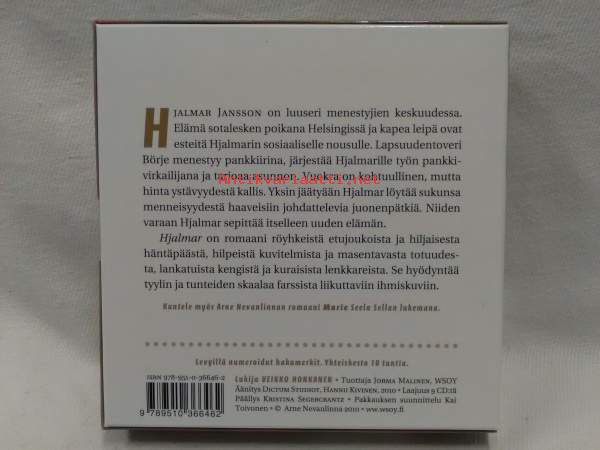 HJALMAR JANSSON on luuseri menestyjien keskuudessa.
Elämä sotalesken poikana Helsingissä ja kapea leipä ovat
esteitä Hjalmarin sosiaaliselle nousulle. Lapsuudentoveri
Börje menestyy pankkiirina, järjestää Hjalmarille työn pankki-
virkailijana ja tarjoaa asunnon. Vuokra on kohtuullinen, mutta
Antikvariaatti.net
hinta ystävyydestä kallis. Yksin jäätyään Hjalmar löytää sukunsa
menneisyydestä haaveisiin johdattelevia juonenpätkiä. Niiden
varaan Hjalmar sepittää itselleen uuden elämän.
Hjalmar on romaani röyhkeistä etujoukoista ja hiljaisesta
häntäpäästä, hilpeistä kuvitelmista ja masentavasta totuudes-
ta, lankatuista kengistä ja kuraisista lenkkareista. Se hyödyntää
tyylin ja tunteiden skaalaa farssista liikuttaviin ihmiskuviin.
Kuntele myös Arne Nevanlinnan romaani Marie Seela Sellan lukemana.
Levyillä numeroidut hakumerkit. Yhteiskesto 10 tuntia.
ISBN 978-951-0-36646-2
9 789510 366462
Lukija VEIKKO HONKANEN • Tuottaja JORMA MALINEN, WSOY
Äänitys DICTUM STUDIOT, HANNU KIVINEN, 2010 • Laajuus 9 CD:tä
Päällys KRISTINA SEGERCRANTZ • Pakkauksen suunnittelu KAI
TOIVONEN • © ARNE NEVANLINNA 2010 • www.wsoy.fi